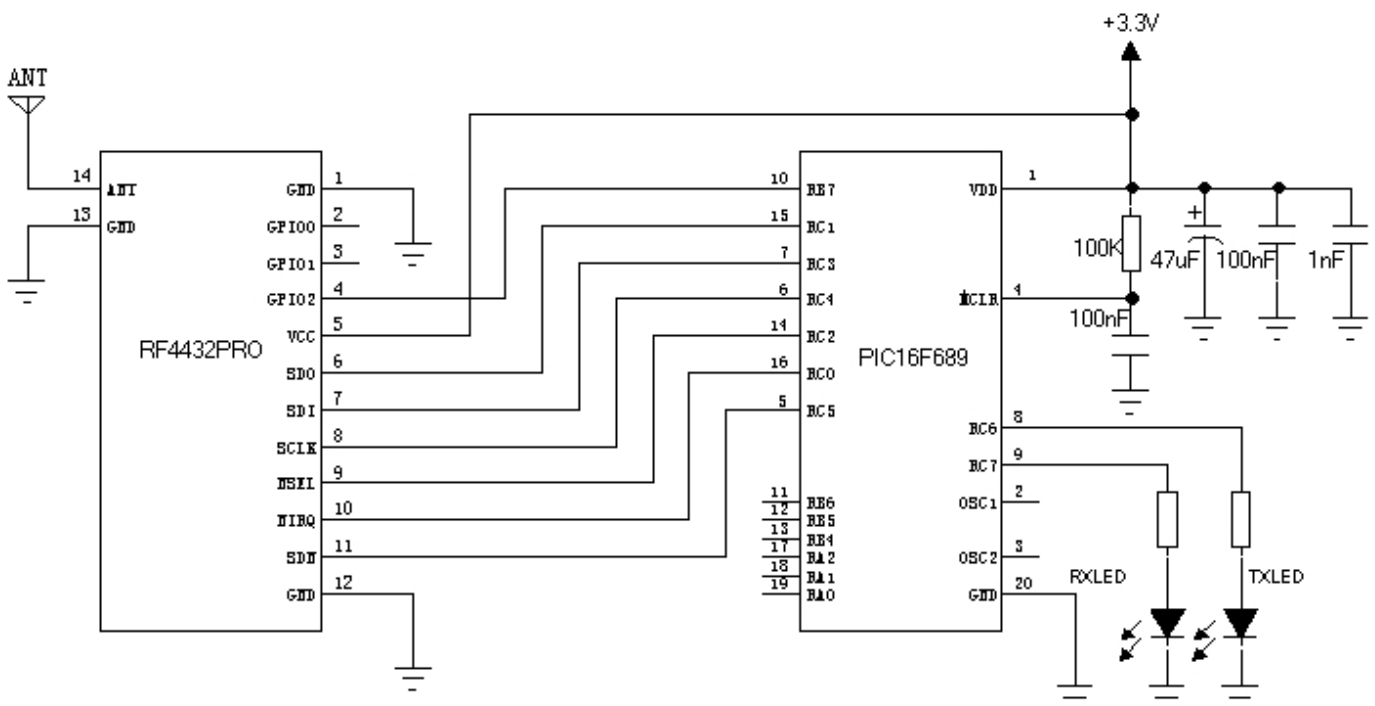 +3.3V
ANT
14
ANT
13
GND
GND
1
GPIO0
2
GPIO1
3
GPIO2
4
VCC
5
SDO
6
SDI
7
SCLK
8
NSEL
9
NIRQ
10
SDN
11
GND
12
RF4432PRO
10
RB7
15
RC1
7
RC3
6
RC4
14
RC2
16
RC0
5
RC5
11
RB6
12
RB5
13
RB4
17
RA2
18
RA1
19
RA0
PIC16F689
VDD
1
MCLR
4
RC6
8
RC7
9
OSC1
2
OSC2
3
GND
20
100K
+
47uF
100nF
1nF
100nF
RXLED
TXLED